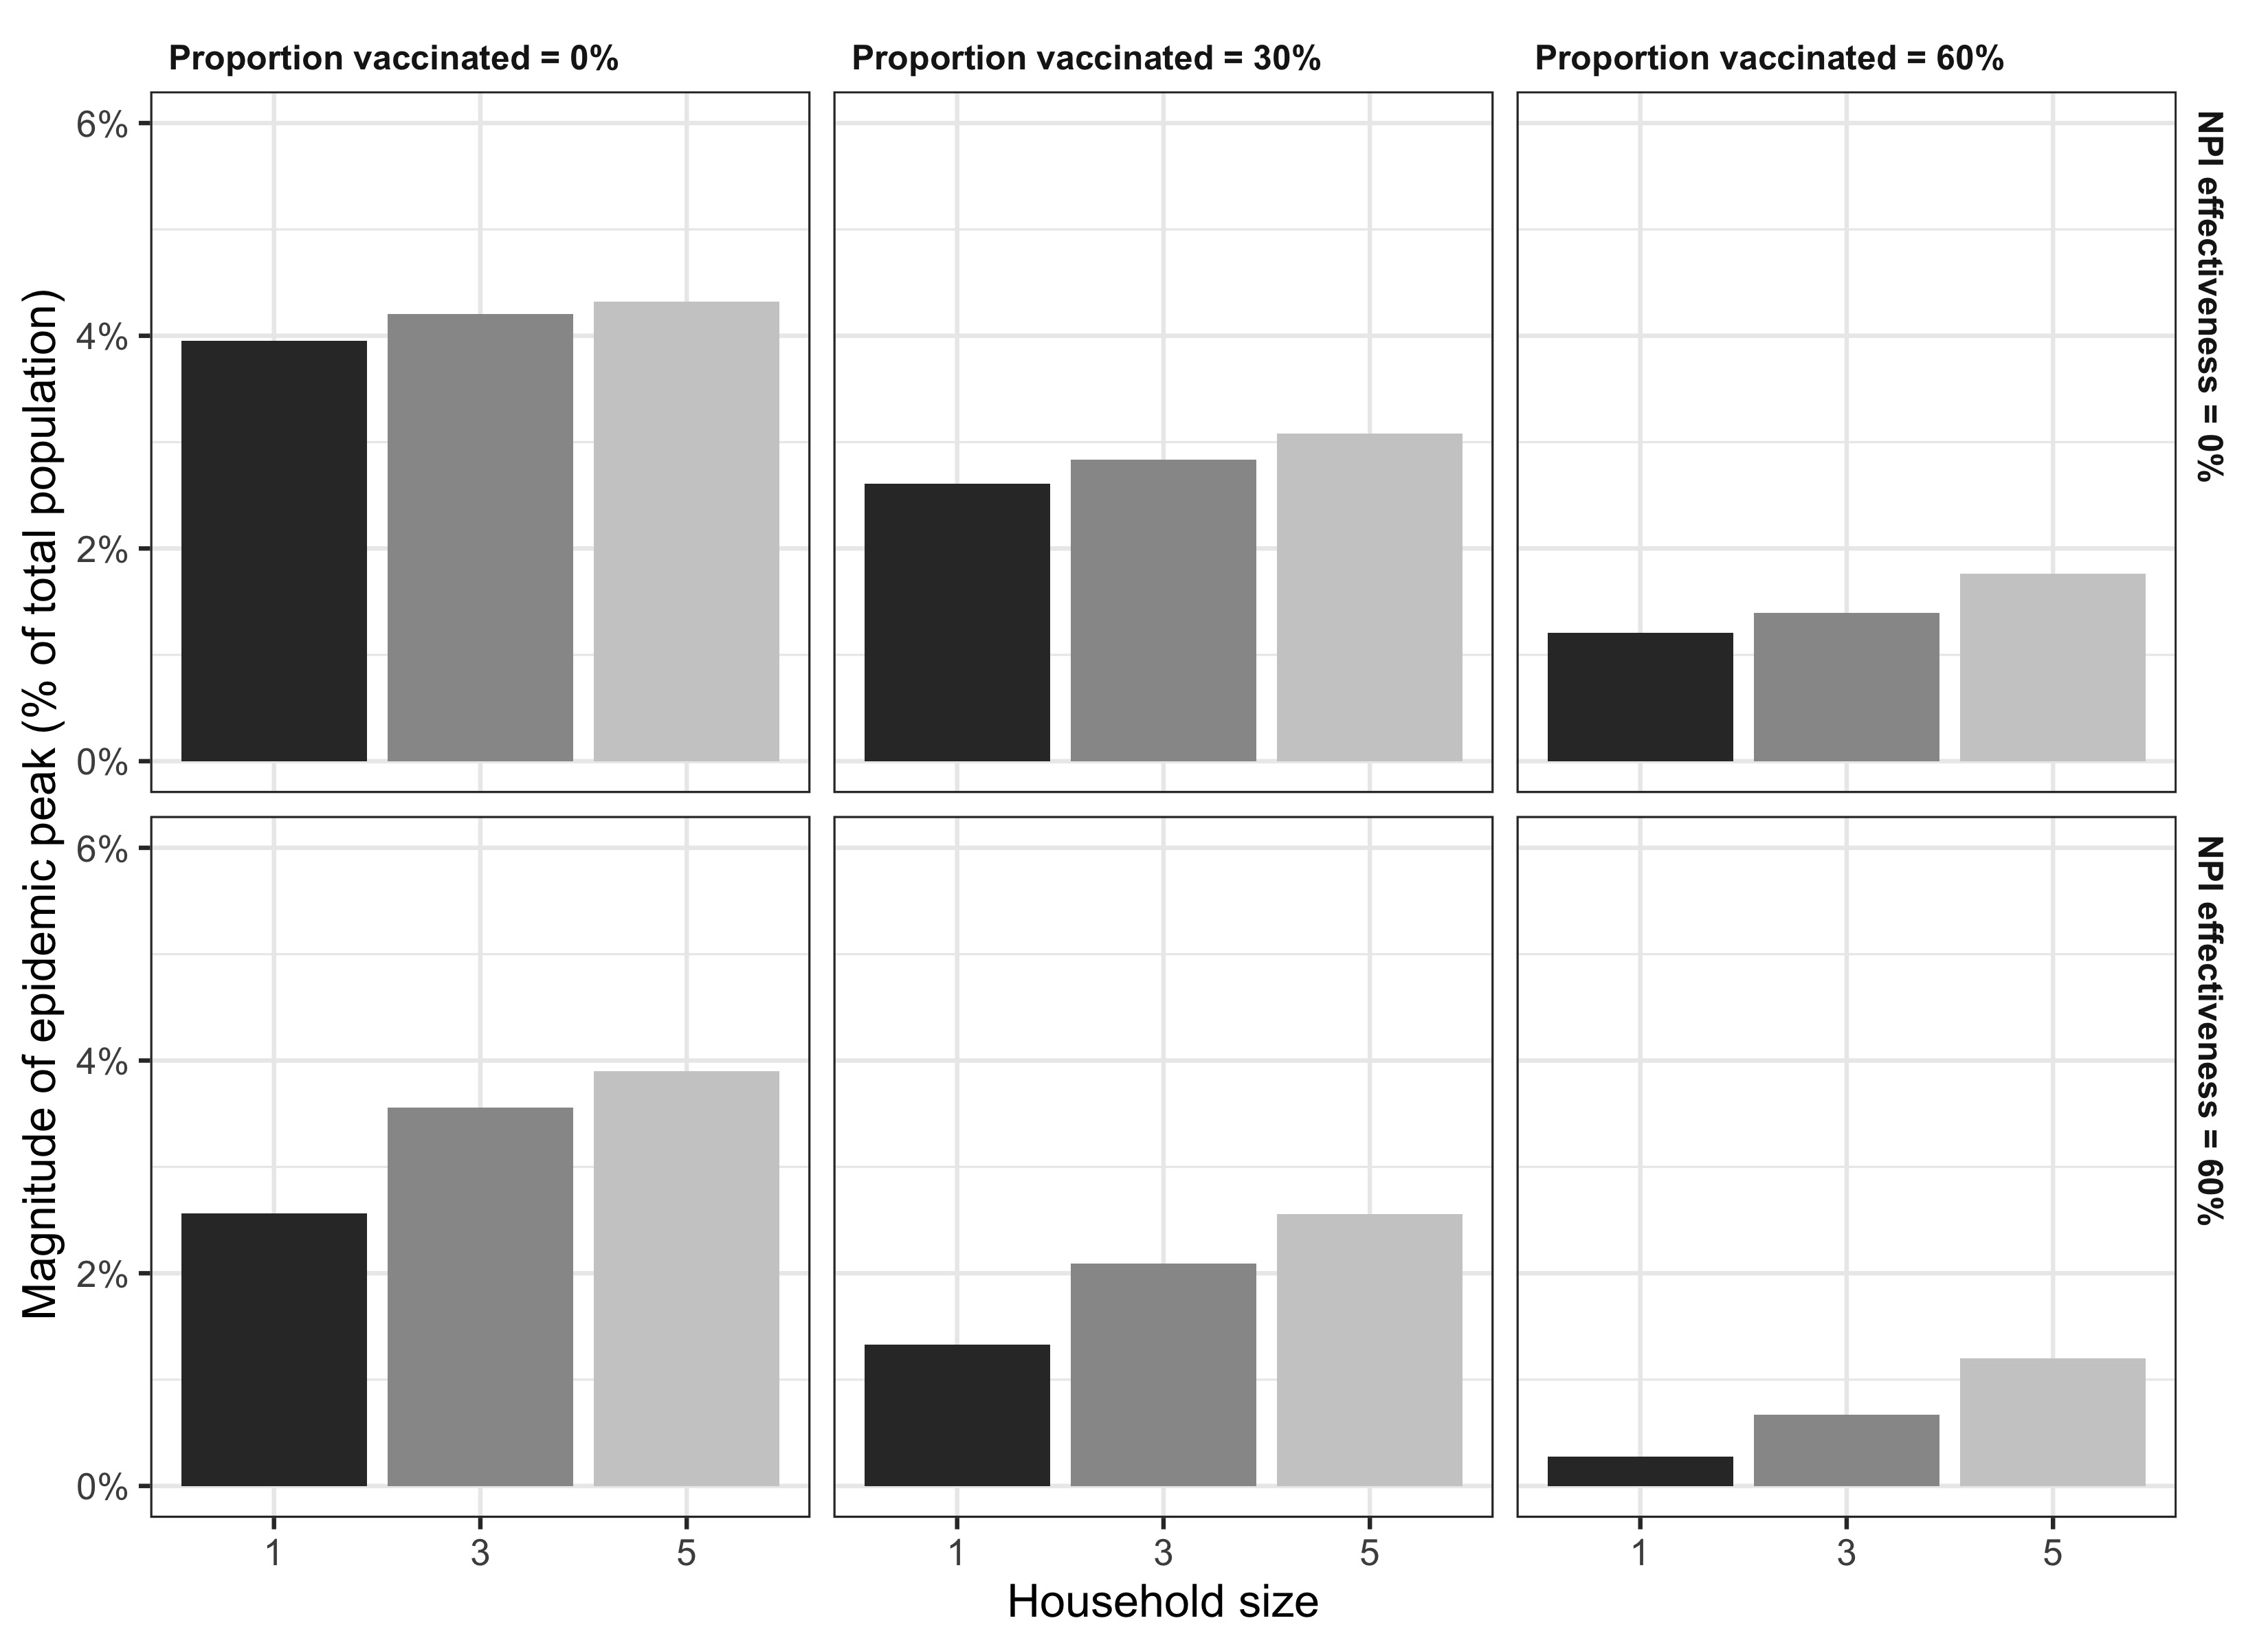 Proportion vaccinated = 0%
Proportion vaccinated = 30%
Proportion vaccinated = 60%
Magnitude of epidemic peak (% of total population)
6%
4%
2%
0%
NPI effectiveness = 0%
6%
4%
2%
0%
NPI effectiveness = 60%
1
3
5
1
3
5
1
3
5
Household size